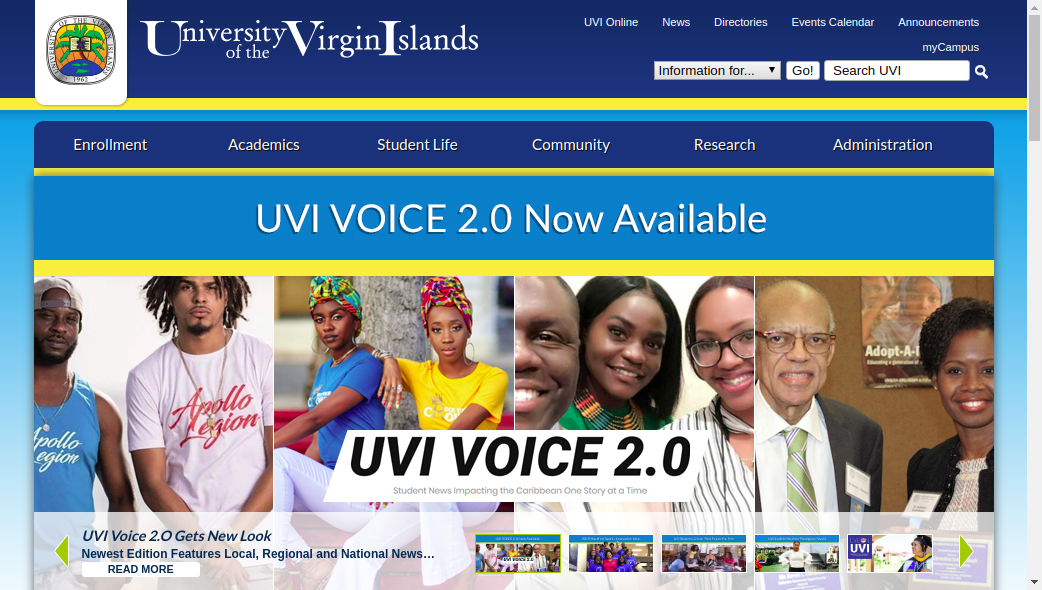 UNIVERSITY OF THE VIRGIN ISLANDS
1962
University
of the Virgin Islands
UVI Online News Directories Events Calendar Announcements
myCampus
Information for... Go! Search UVI
Enrollment Academics Student Life Community Research Administration
UVI VOICE 2.0 Now Available
Apollo
Legion
Apollo
Legion
Adopt-A-
UVI VOICE 2.0
Student News Impacting the Caribbean One Story at a Time
UVI Voice 2.O Gets New Look
Newest Edition Features Local, Regional and National News…
READ MORE
UVI